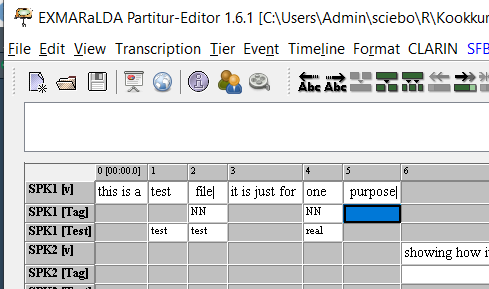 EXMARaLDA Partitur-Editor 1.6.1 [C:\Users\Admin\sciebo\R\Kookkur
File Edit View Transcription Tier Event Timeline Format CLARIN SFB
Abc Abc
0 [00:00.0] 1 2 3 4 5 6
SPK1 [v] this is a test file| it is just for one purpose|
SPK1 [Tag] NN NN
SPK1 [Test] test test real
SPK2 [v] showing how i
SPK2 [Tag]